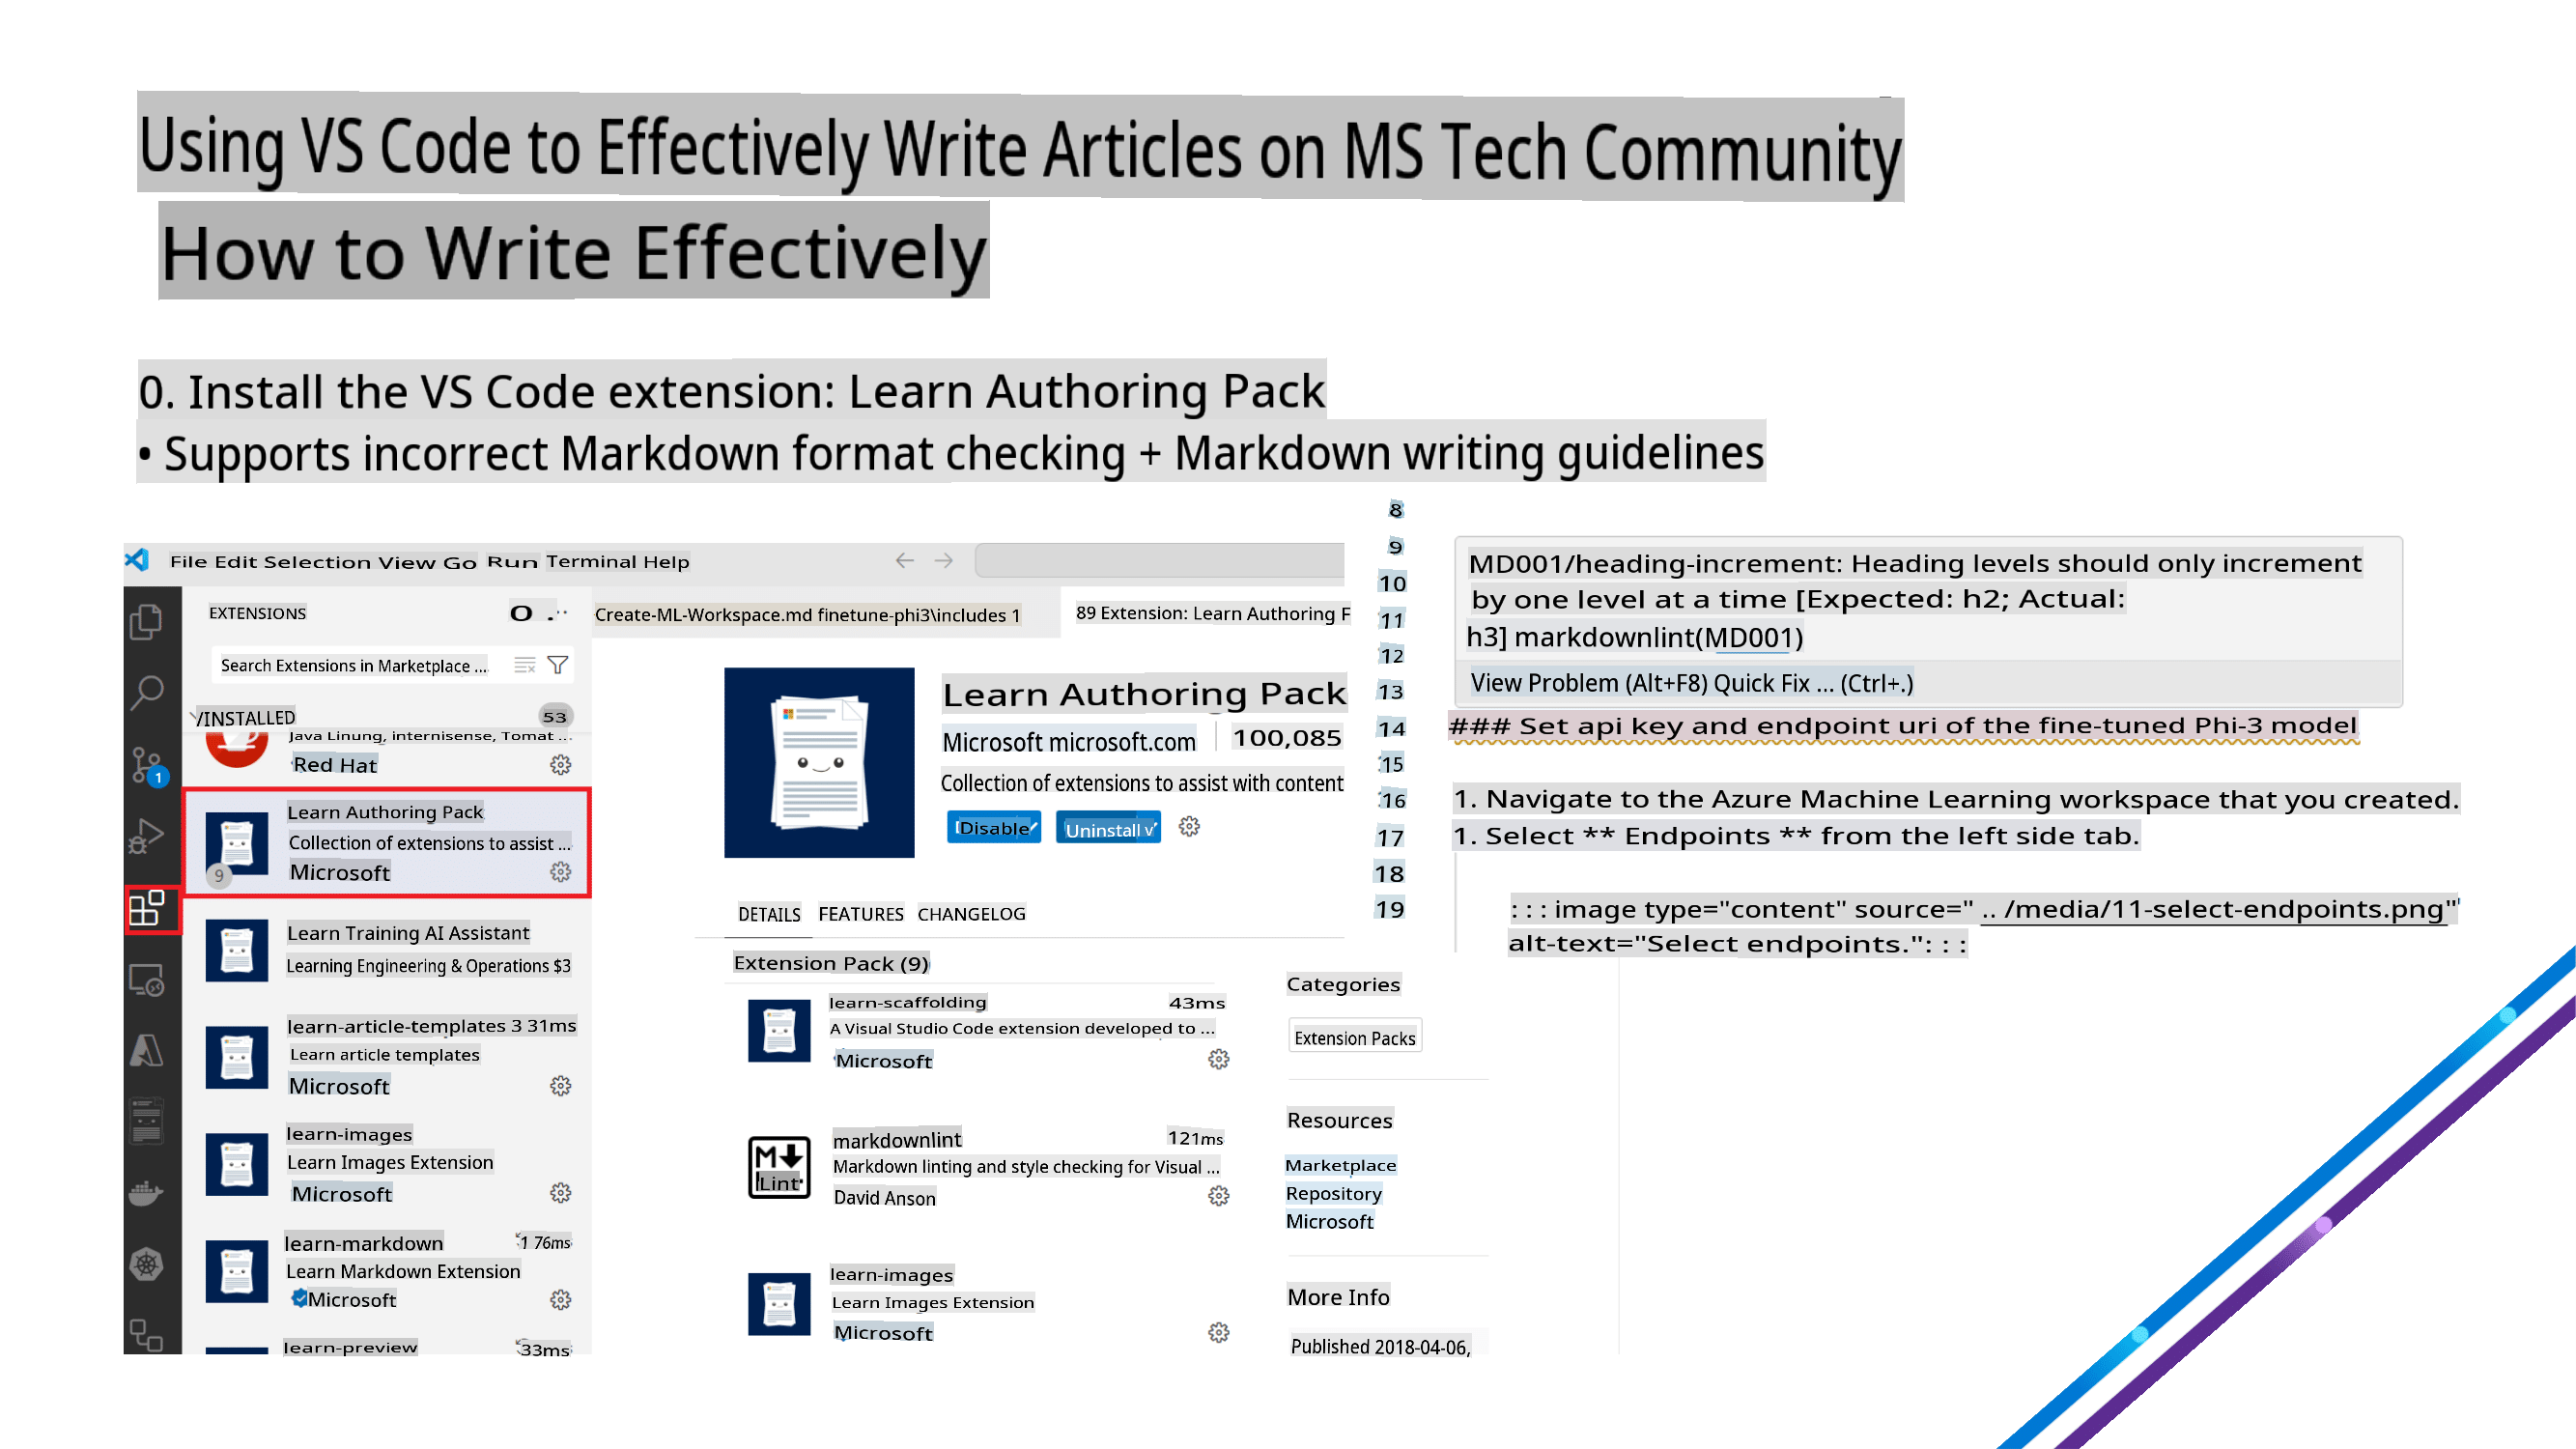 Using VS Code to Effectively Write Articles on MS Tech Community
How to Write Effectively
0. Install the VS Code extension: Learn Authoring Pack
• Supports incorrect Markdown format checking + Markdown writing guidelines
File Edit Selection View Go Run Terminal Help
EXTENSIONS
Search Extensions in Marketplace ...
INSTALLED
53
Java Linung, internisense, Tomat ...
Red Hat
Learn Authoring Pack
Collection of extensions to assist ...
Microsoft
9
1
Learn Training AI Assistant
Learning Engineering & Operations $3
learn-article-templates 3 31ms
Learn article templates
Microsoft
learn-images
Learn Images Extension
Microsoft
learn-markdown 1 76ms
Learn Markdown Extension
Microsoft
learn-preview 33ms
Create-ML-Workspace.md finetune-phi3\includes 1
89 Extension: Learn Authoring F
Learn Authoring Pack
Microsoft microsoft.com 100,085
Collection of extensions to assist with content
Disable Uninstall v
DETAILS FEATURES CHANGELOG
Extension Pack (9)
learn-scaffolding 43ms
A Visual Studio Code extension developed to ...
Microsoft
M
Lint
markdownlint 121ms
Markdown linting and style checking for Visual ...
David Anson
learn-images
Learn Images Extension
Microsoft
Categories
Extension Packs
Resources
Marketplace
Repository
Microsoft
More Info
Published 2018-04-06,
8
9
10
11
12
13
14
15
16
17
18
19
MD001/heading-increment: Heading levels should only increment
by one level at a time [Expected: h2; Actual:
h3] markdownlint(MD001)
View Problem (Alt+F8) Quick Fix ... (Ctrl+.)
### Set api key and endpoint uri of the fine-tuned Phi-3 model
1. Navigate to the Azure Machine Learning workspace that you created.
1. Select ** Endpoints ** from the left side tab.
: : : image type="content" source=" .. /media/11-select-endpoints.png"
alt-text="Select endpoints.": : :